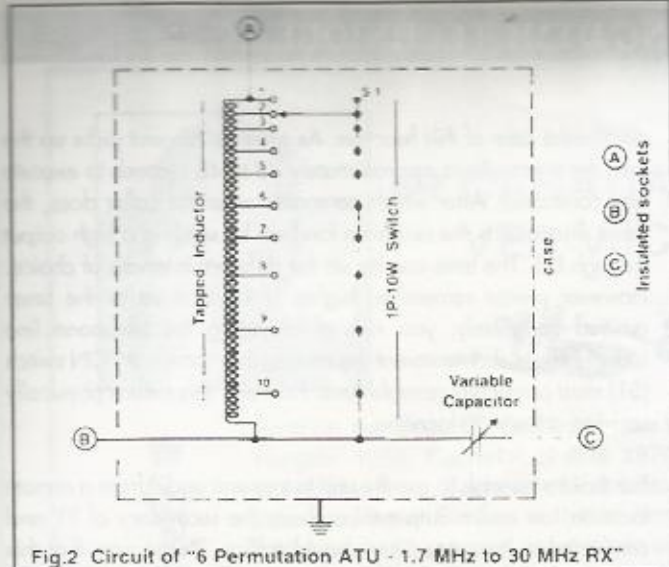 A
1
2
3
4
5
6
7
8
9
10
S1
Tapped Inductor
1P 10W Switch
case
Variable
Capacitor
B
C
A
B
C
Insulated sockets
Fig.2 Circuit of "6 Permutation ATU - 1.7 MHz to 30 MHz RX"